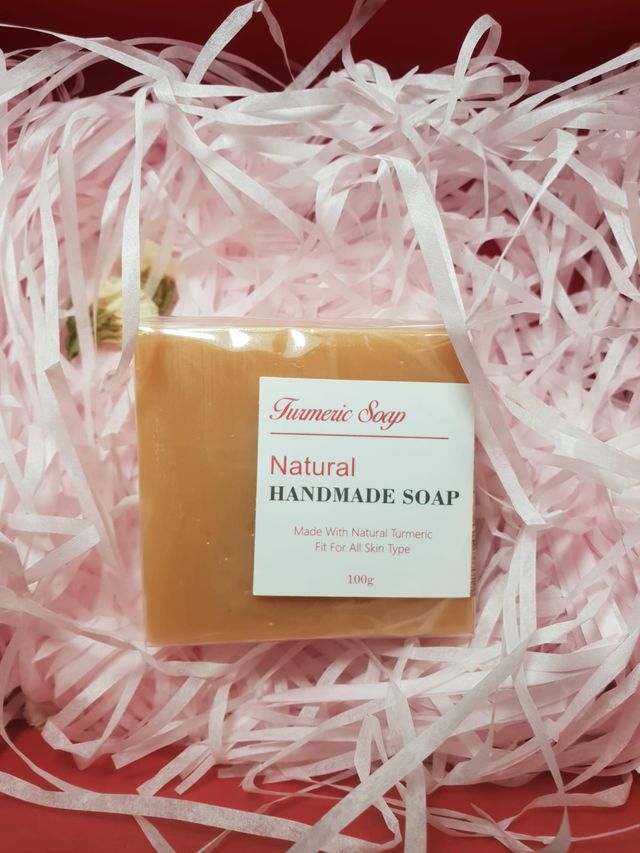 Turmeric Soap
Natural
HANDMADE SOAP
Made With Natural Turmeric
Fit For All Skin Type
100g